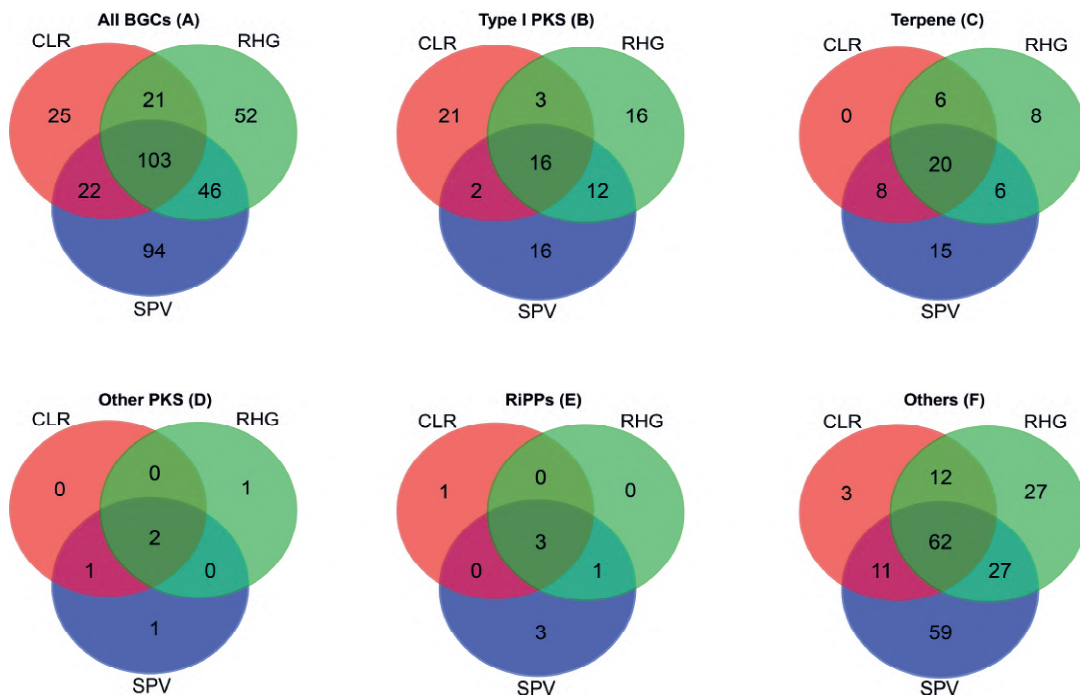 All BGCs (A)
CLR
RHG
21
25
52
103
22
46
94
SPV
Type I PKS (B)
CLR
RHG
3
21
16
16
2
12
16
SPV
Terpene (C)
CLR
RHG
6
0
8
20
8
6
15
SPV
Other PKS (D)
CLR
RHG
0
0
1
2
1
0
1
SPV
RiPPs (E)
CLR
RHG
0
1
0
3
0
1
3
SPV
Others (F)
CLR
RHG
12
3
27
62
11
27
59
SPV